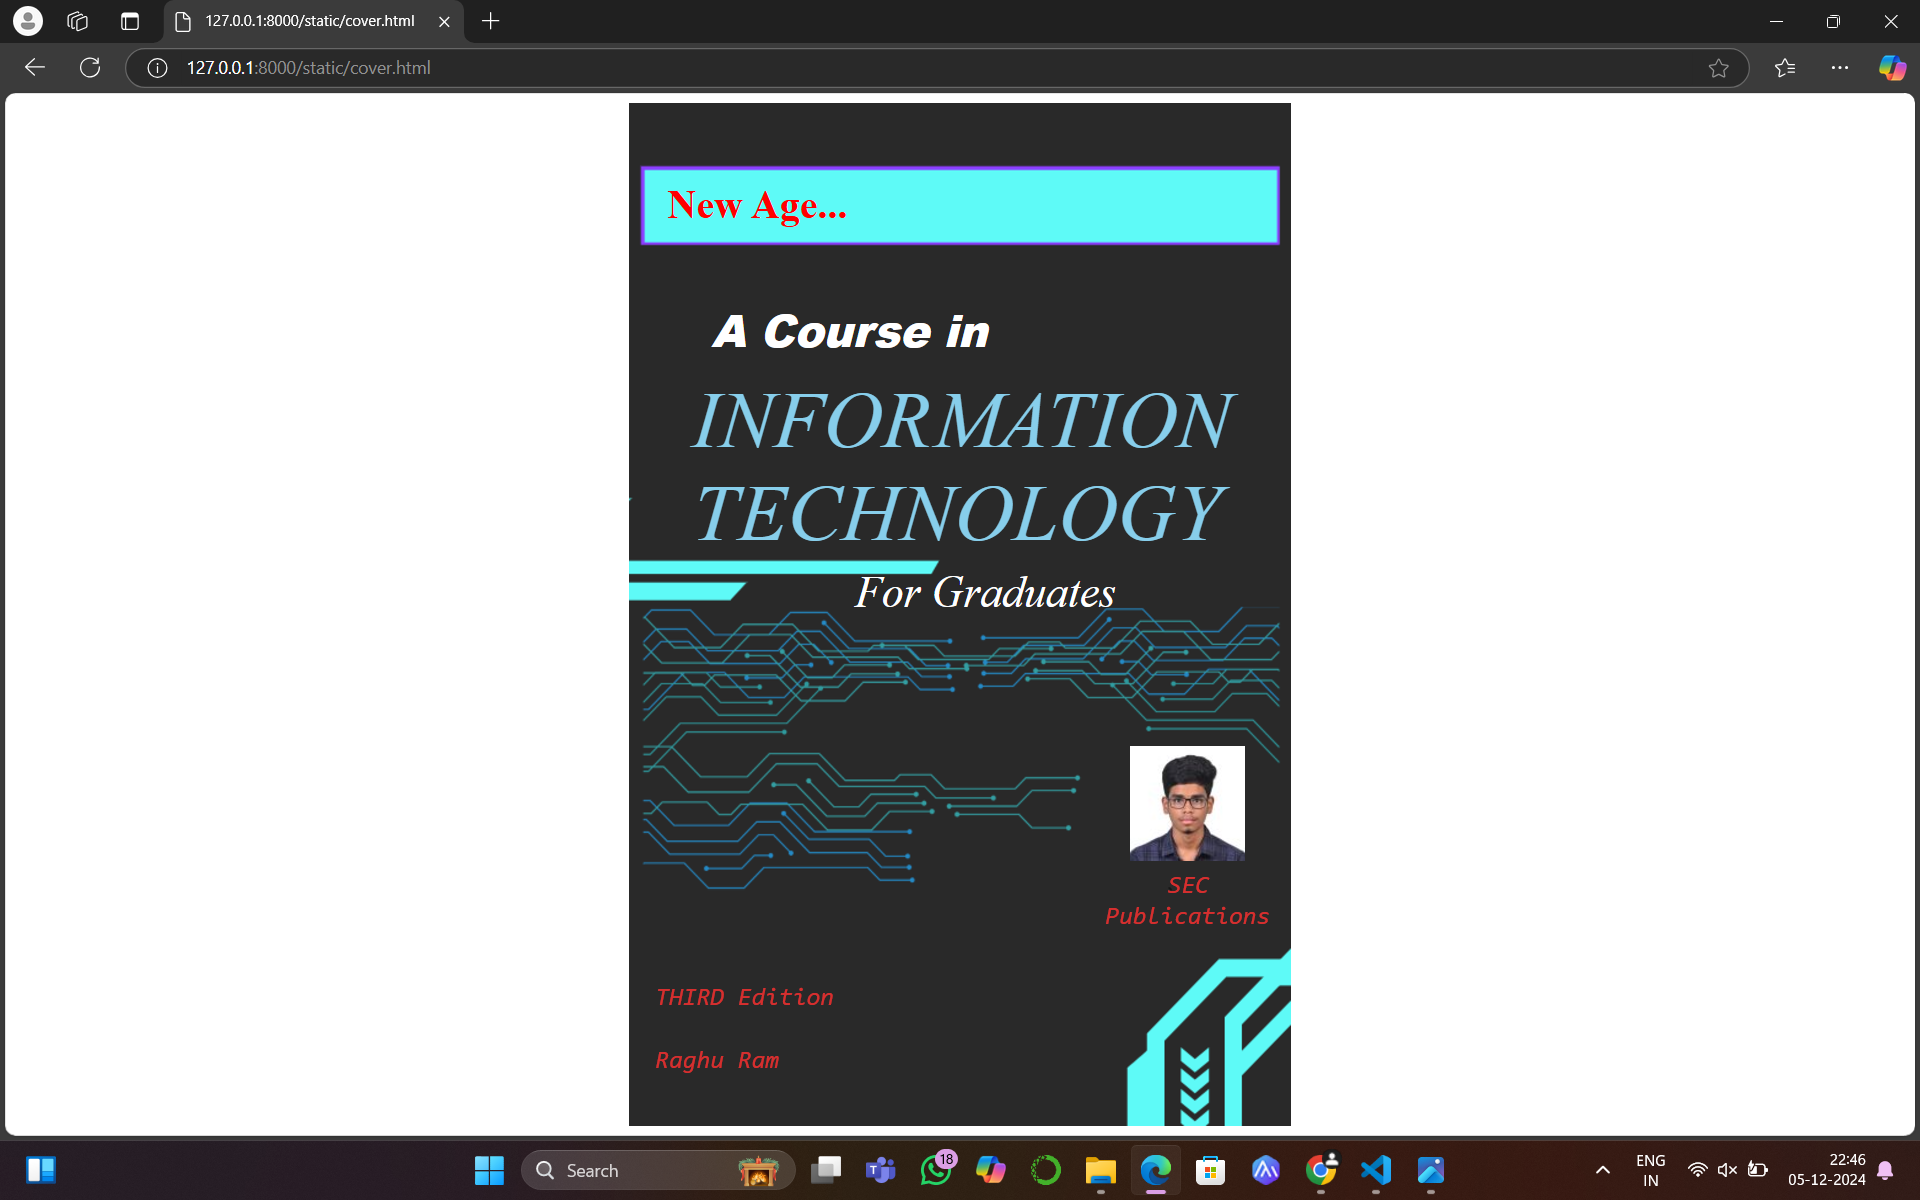 127.0.0.1:8000/static/cover.html
127.0.0.1:8000/static/cover.html
New Age...
A Course in
INFORMATION
TECHNOLOGY
For Graduates
SEC
Publications
THIRD Edition
Raghu Ram
Search
18
ENG
IN
22:46
05-12-2024